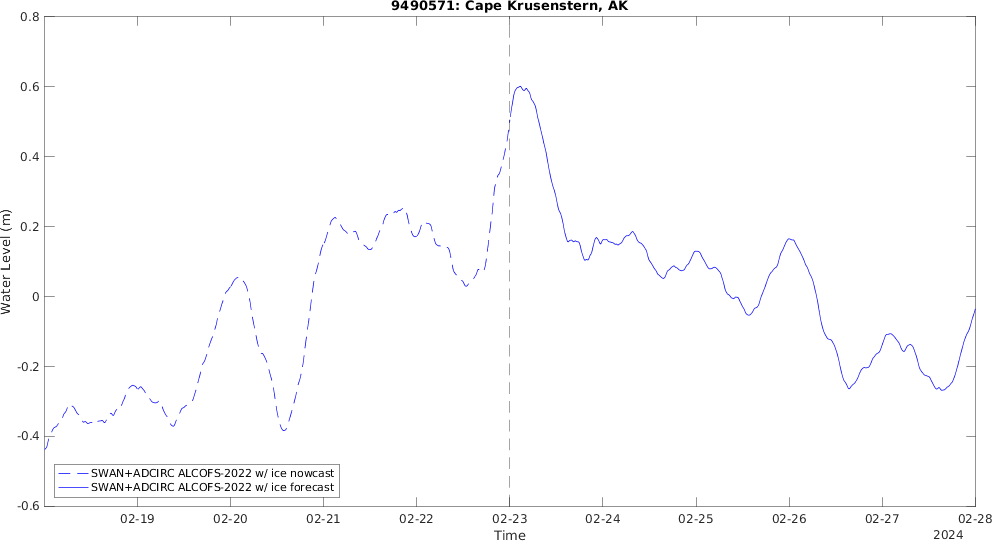 9490571: Cape Krusenstern, AK
0.8
0.6
0.4
0.2
0
-0.2
-0.4
-0.6
Water Level (m)
SWAN+ADCIRC ALCOFS-2022 w/ ice nowcast
SWAN+ADCIRC ALCOFS-2022 w/ ice forecast
02-19 02-20 02-21 02-22 02-23 02-24 02-25 02-26 02-27 02-28
Time
2024